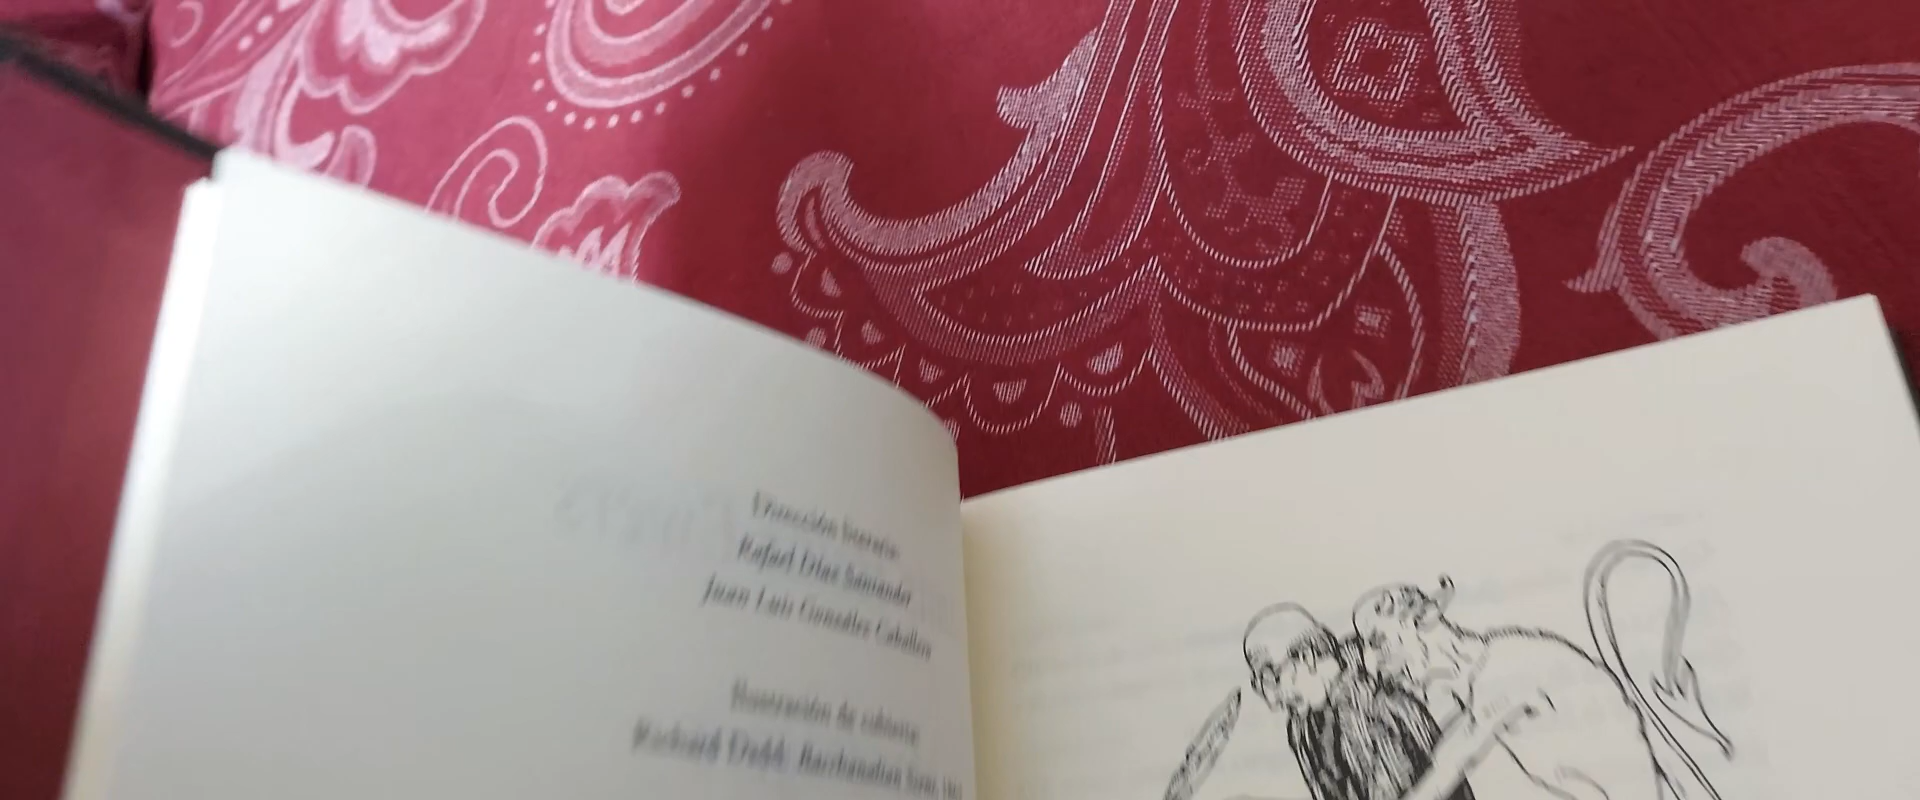 Dirección literaria:
Rafael Díaz Santander
Juan Luis González Caballero
Ilustración de cubierta:
Richard Dadd: Bacchanalian Scene,